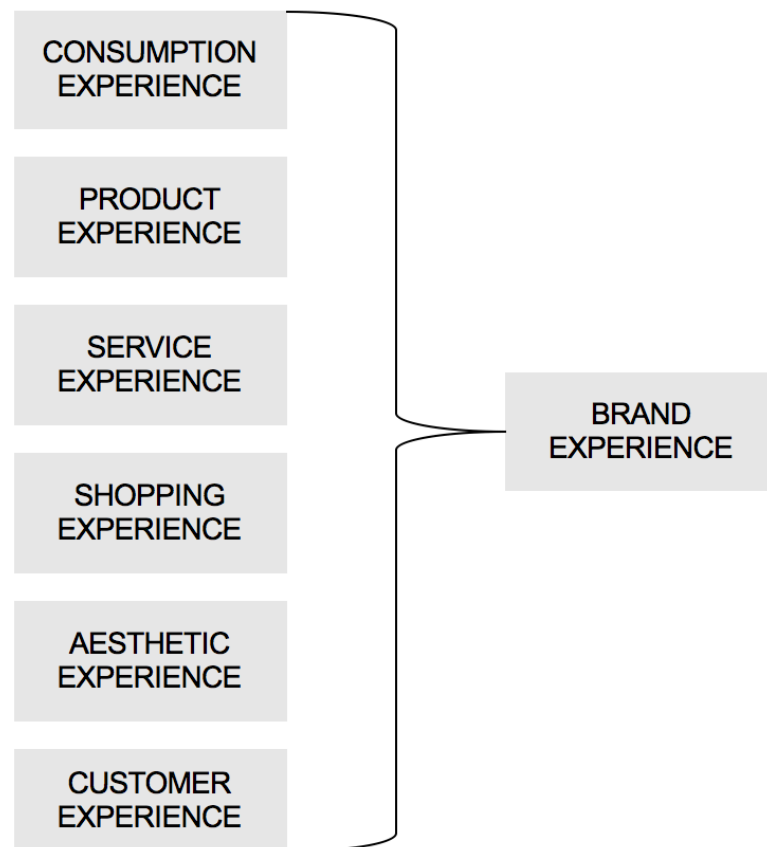 CONSUMPTION
EXPERIENCE
PRODUCT
EXPERIENCE
SERVICE
EXPERIENCE
SHOPPING
EXPERIENCE
AESTHETIC
EXPERIENCE
CUSTOMER
EXPERIENCE
BRAND
EXPERIENCE